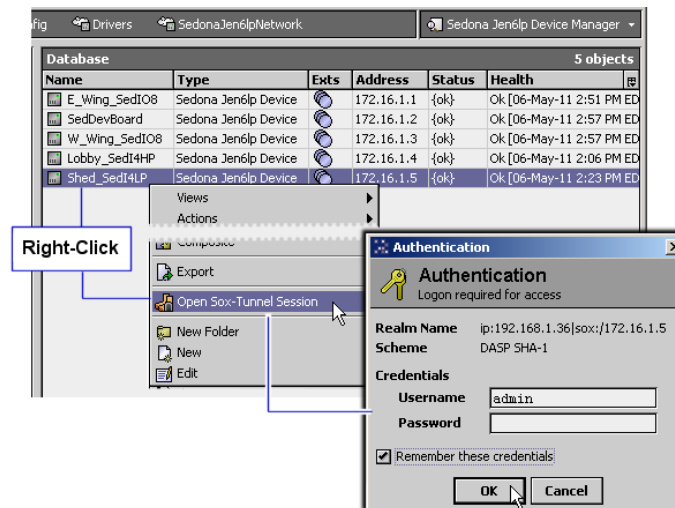 fig Drivers SedonaJen6lpNetwork Sedona Jen6lp Device Manager
Database 5 objects
Name Type Exts Address Status Health
E_Wing_SedIO8 Sedona Jen6lp Device 172.16.1.1 {ok} Ok [06-May-11 2:51 PM ED
SedDevBoard Sedona Jen6lp Device 172.16.1.2 {ok} Ok [06-May-11 2:57 PM ED
W_Wing_SedIO8 Sedona Jen6lp Device 172.16.1.3 {ok} Ok [06-May-11 2:57 PM ED
Lobby_SedI4HP Sedona Jen6lp Device 172.16.1.4 {ok} Ok [06-May-11 2:06 PM ED
Shed_SedI4LP Sedona Jen6lp Device 172.16.1.5 {ok} Ok [06-May-11 2:23 PM ED
Views
Actions
Composite
Export
Open Sox-Tunnel Session
New Folder
New
Edit
Right-Click
Authentication
Authentication
Logon required for access
Realm Name ip:192.168.1.36|sox:/172.16.1.5
Scheme DASP SHA-1
Credentials
Username admin
Password
Remember these credentials
OK Cancel